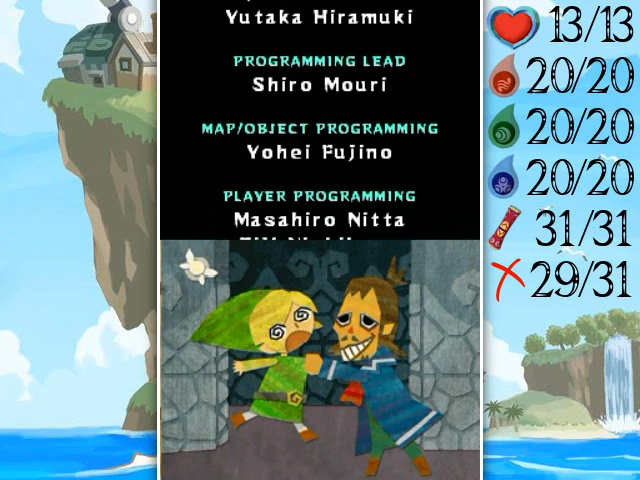 Yutaka Hiramuki
PROGRAMMING LEAD
Shiro Mouri
MAP/OBJECT PROGRAMMING
Yohei Fujino
PLAYER PROGRAMMING
Masahiro Nitta
13/13
20/20
20/20
20/20
31/31
29/31